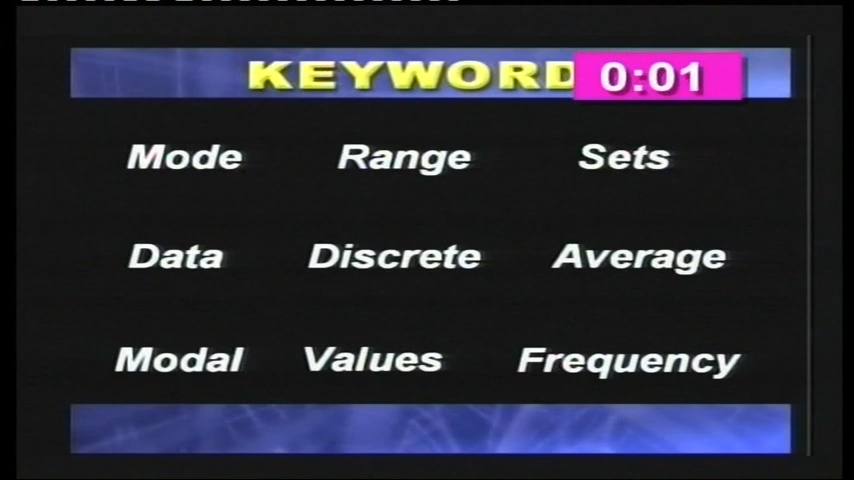 KEYWORD 0:01
Mode Range Sets
Data Discrete Average
Modal Values Frequency